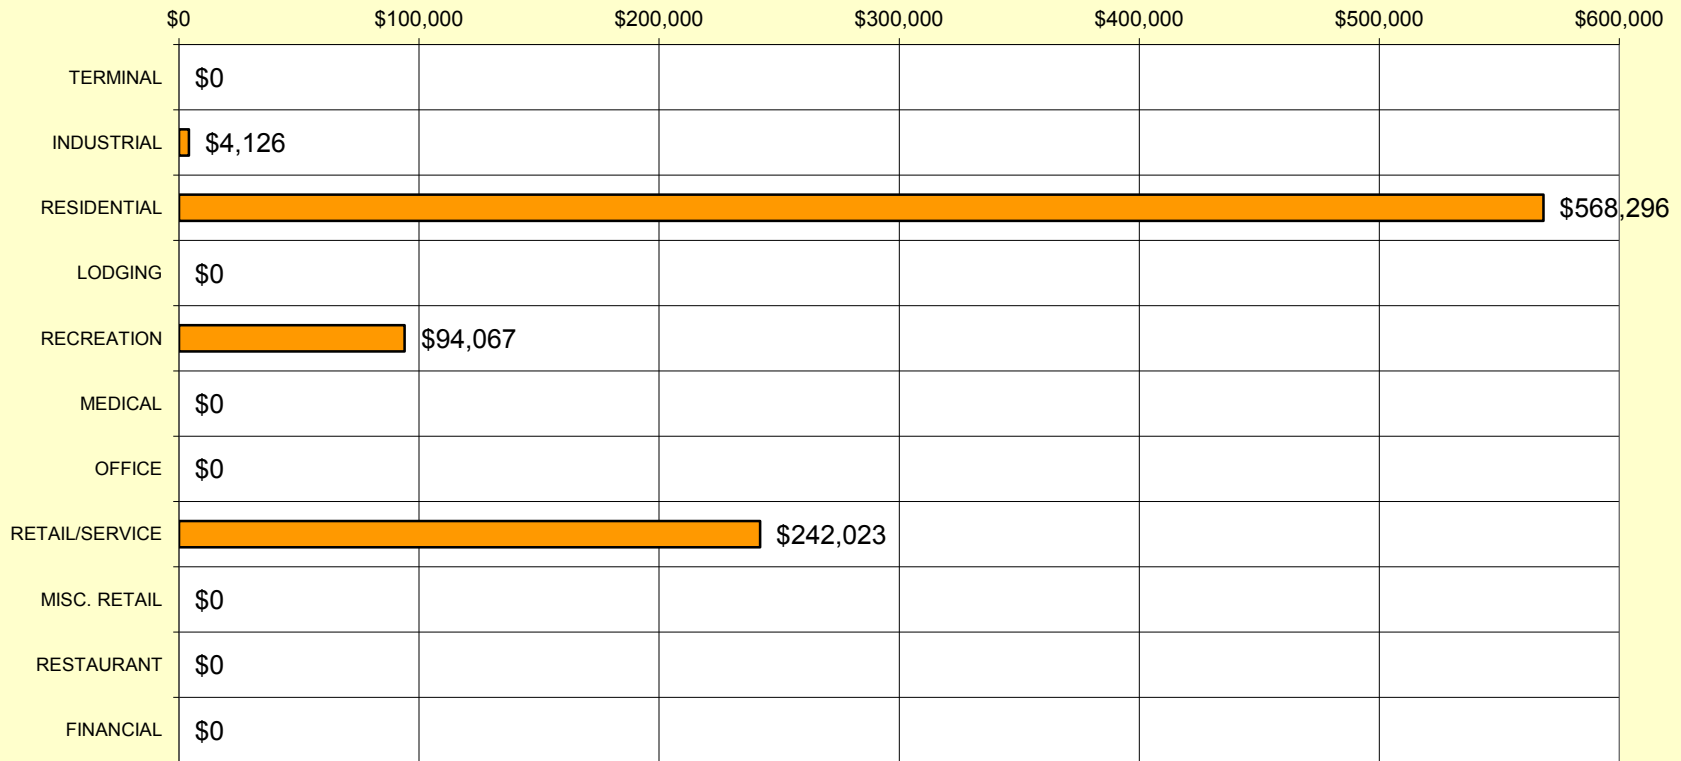 $0 $100,000 $200,000 $300,000 $400,000 $500,000 $600,000
TERMINAL $0
INDUSTRIAL $4,126
RESIDENTIAL $568,296
LODGING $0
RECREATION $94,067
MEDICAL $0
OFFICE $0
RETAIL/SERVICE $242,023
MISC. RETAIL $0
RESTAURANT $0
FINANCIAL $0